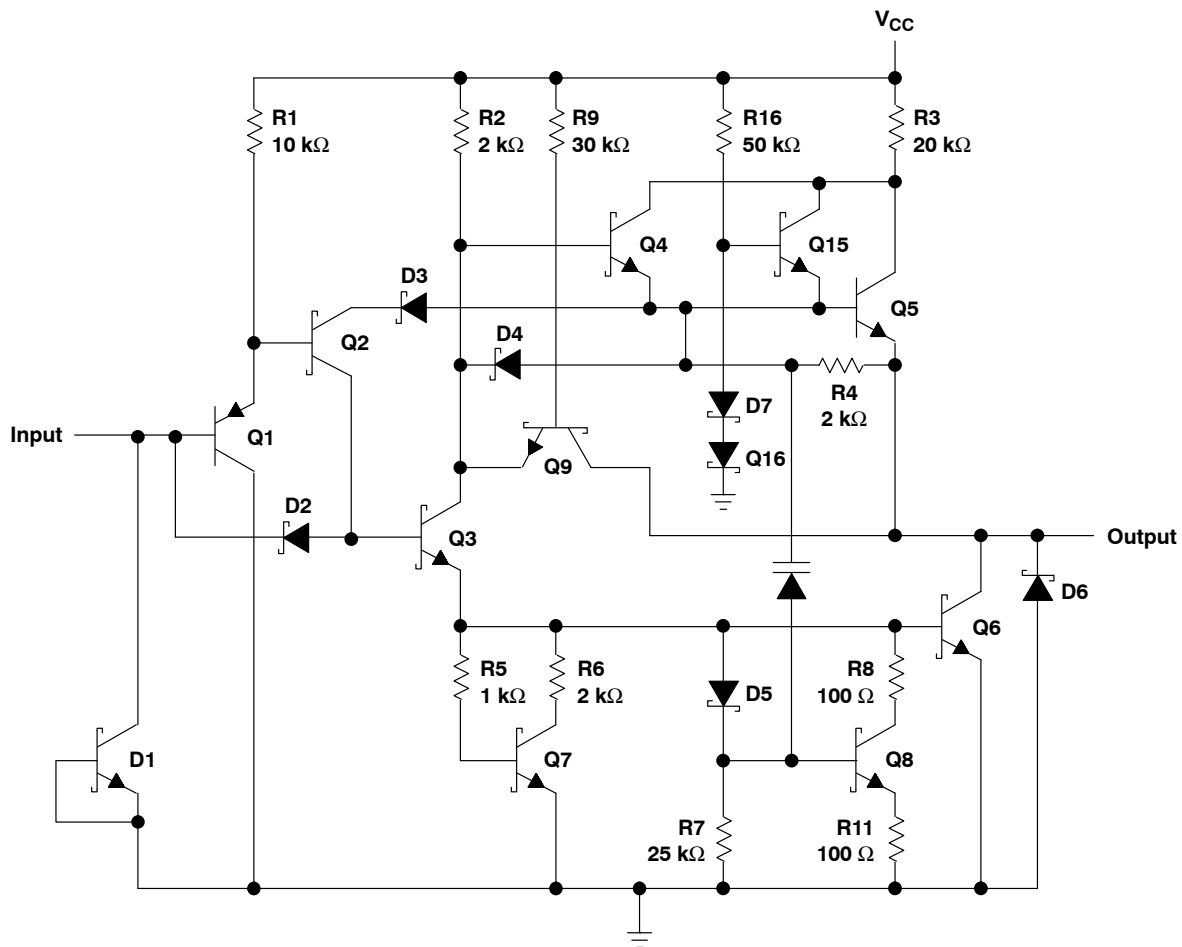 VCC
R1
10 kΩ
R2
2 kΩ
R9
30 kΩ
R16
50 kΩ
R3
20 kΩ
Q4
Q15
D3
Q5
Q2
D4
R4
2 kΩ
D7
Input
Q1
Q9
Q16
D2
Q3
Output
D6
Q6
R5
1 kΩ
R6
2 kΩ
D5
R8
100 Ω
D1
Q7
Q8
R7
25 kΩ
R11
100 Ω